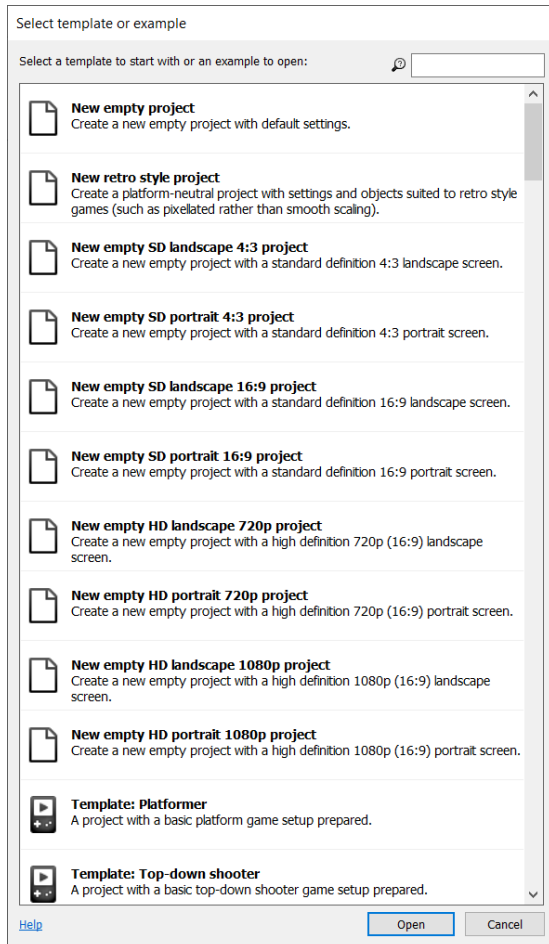 Select template or example
Select a template to start with or an example to open:
New empty project
Create a new empty project with default settings.
New retro style project
Create a platform-neutral project with settings and objects suited to retro style
games (such as pixellated rather than smooth scaling).
New empty SD landscape 4:3 project
Create a new empty project with a standard definition 4:3 landscape screen.
New empty SD portrait 4:3 project
Create a new empty project with a standard definition 4:3 portrait screen.
New empty SD landscape 16:9 project
Create a new empty project with a standard definition 16:9 landscape screen.
New empty SD portrait 16:9 project
Create a new empty project with a standard definition 16:9 portrait screen.
New empty HD landscape 720p project
Create a new empty project with a high definition 720p (16:9) landscape
screen.
New empty HD portrait 720p project
Create a new empty project with a high definition 720p (16:9) portrait screen.
New empty HD landscape 1080p project
Create a new empty project with a high definition 1080p (16:9) landscape
screen.
New empty HD portrait 1080p project
Create a new empty project with a high definition 1080p (16:9) portrait screen.
Template: Platformer
A project with a basic platform game setup prepared.
Template: Top-down shooter
A project with a basic top-down shooter game setup prepared.
Help
Open
Cancel